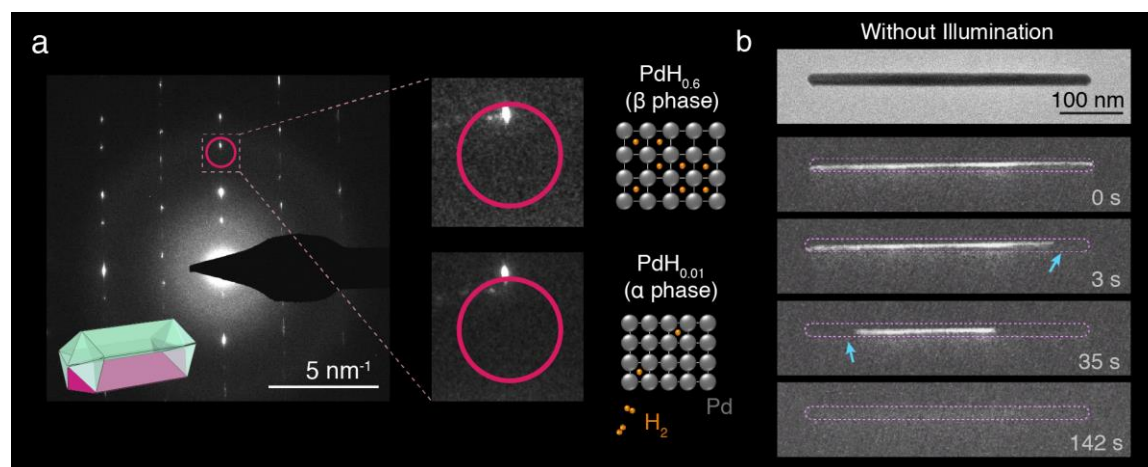 a
PdH0.6
(β phase)
PdH0.01
(α phase)
Pd
H2
5 nm-1
b
Without Illumination
100 nm
0 s
3 s
35 s
142 s